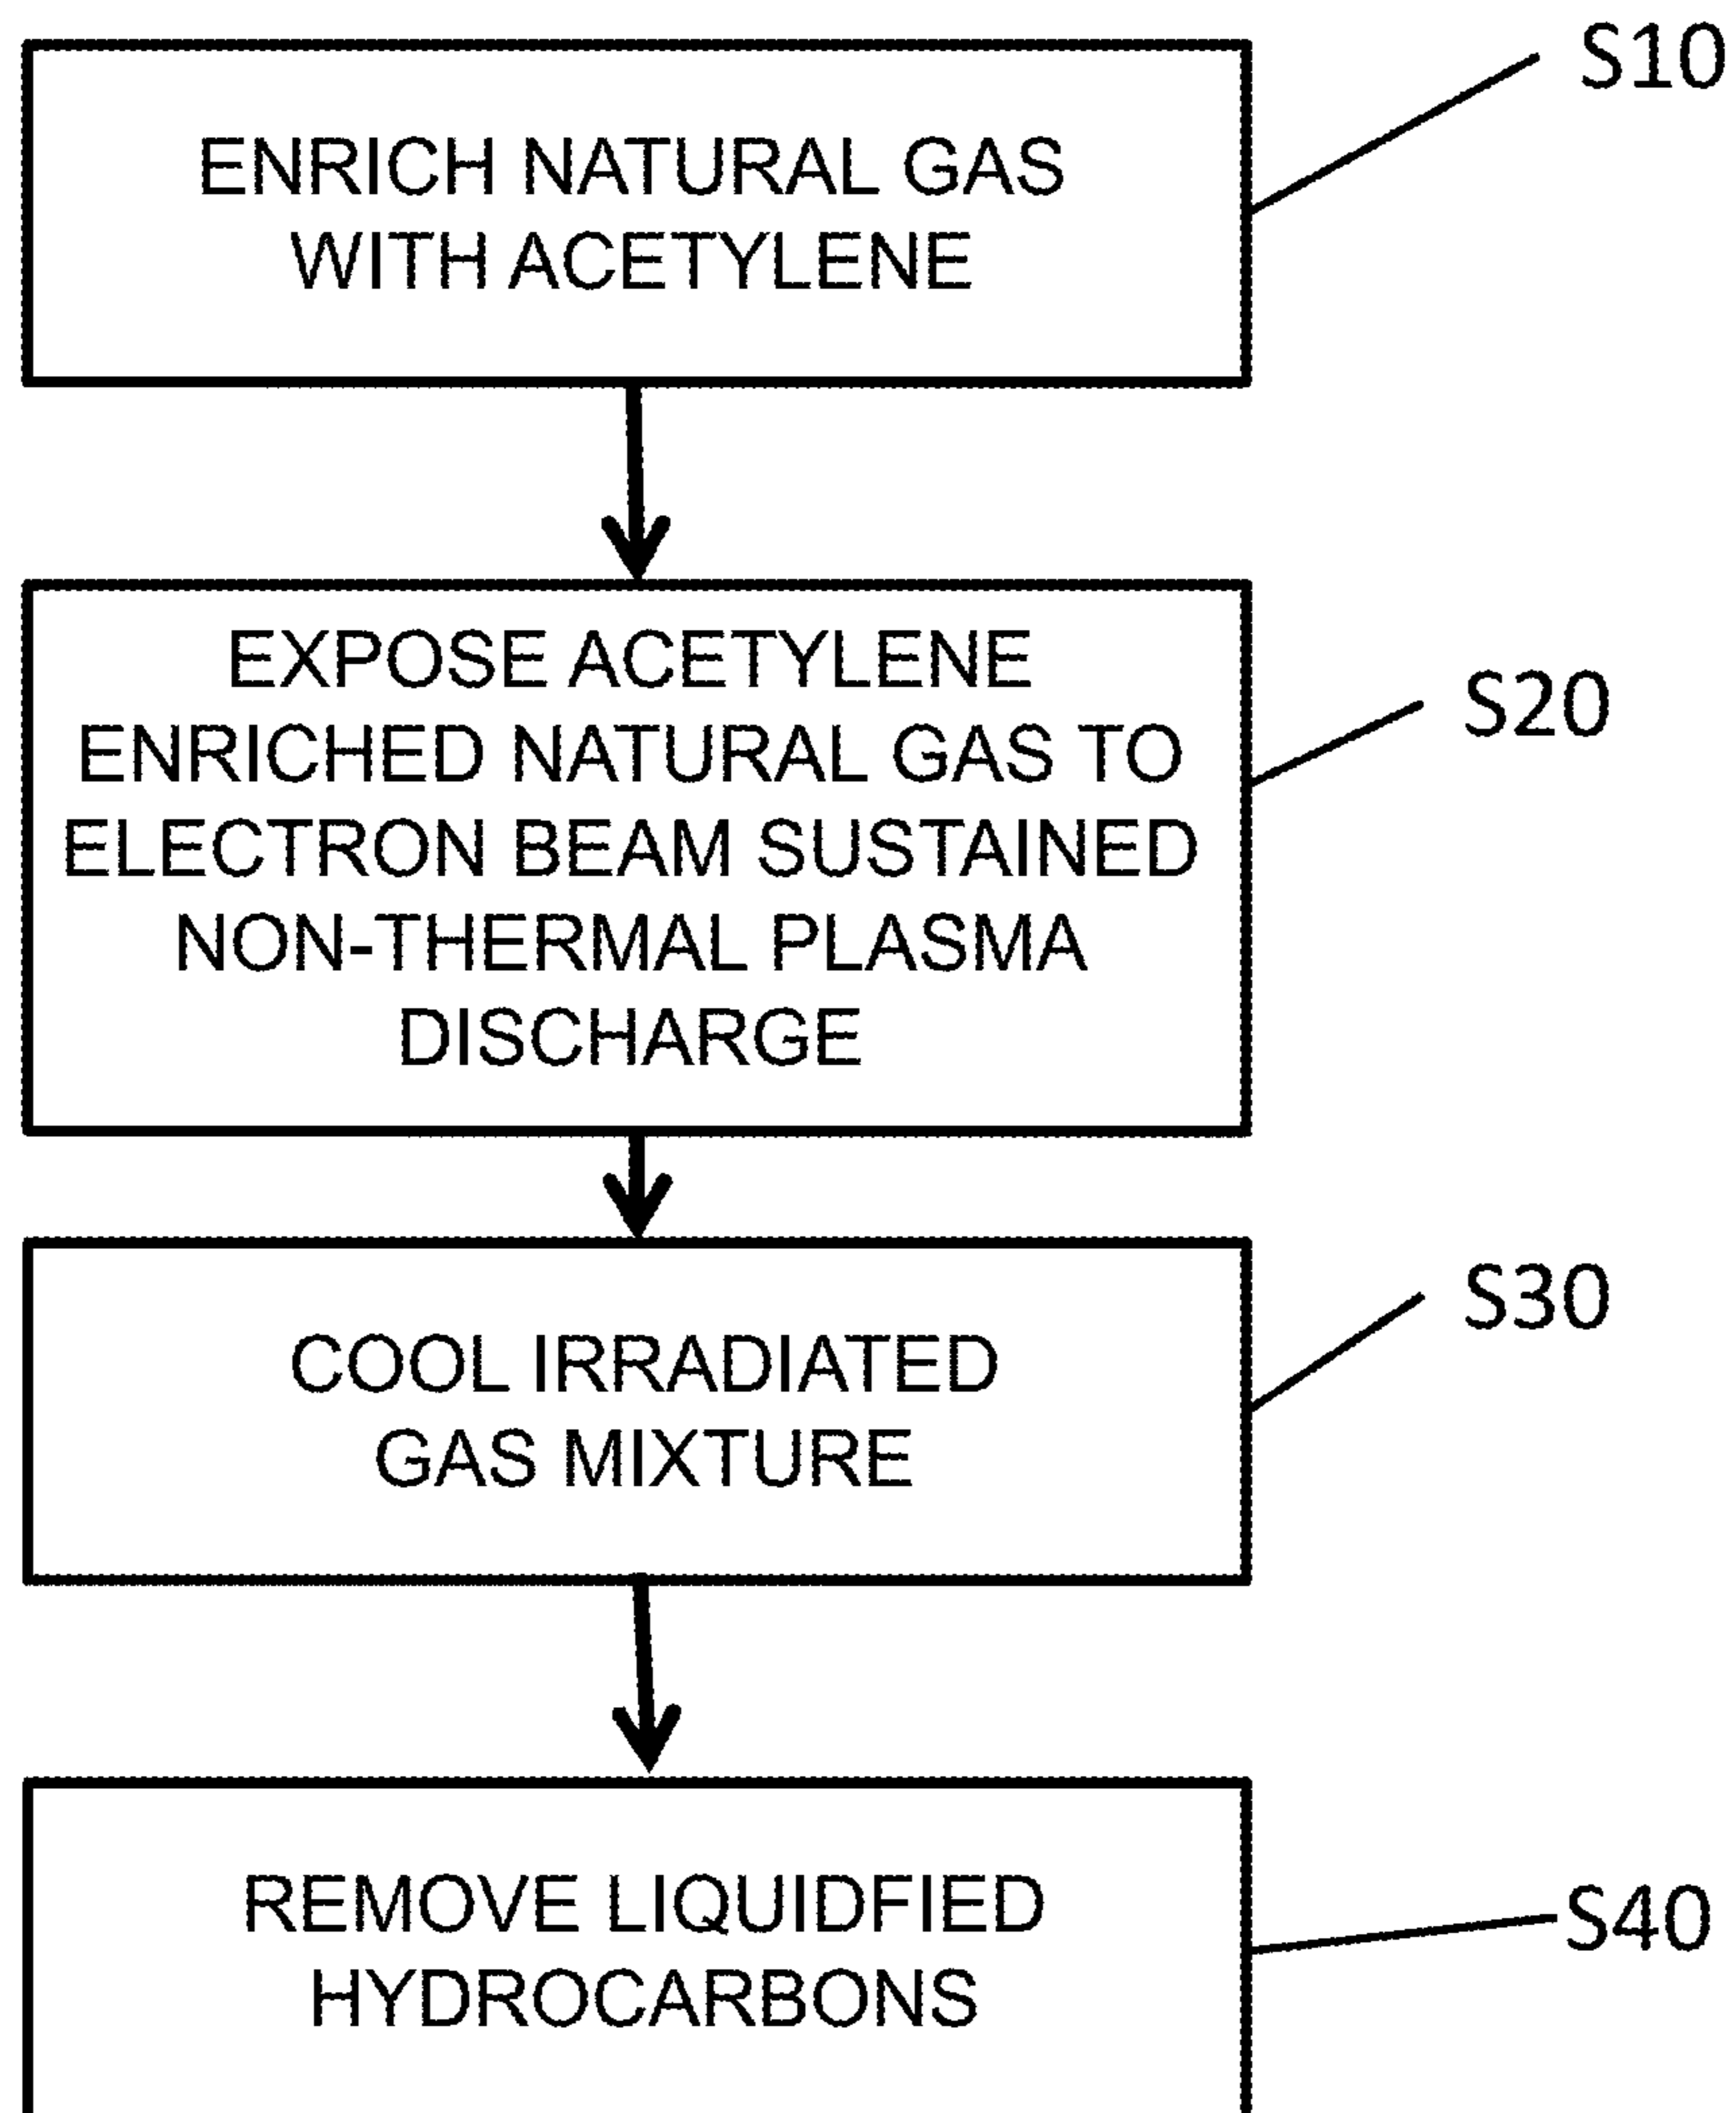 S10
ENRICH NATURAL GAS
WITH ACETYLENE
EXPOSE ACETYLENE
ENRICHED NATURAL GAS TO
ELECTRON BEAM SUSTAINED
NON-THERMAL PLASMA
DISCHARGE
S20
COOL IRRADIATED
GAS MIXTURE
S30
REMOVE LIQUIDFIED
HYDROCARBONS
S40